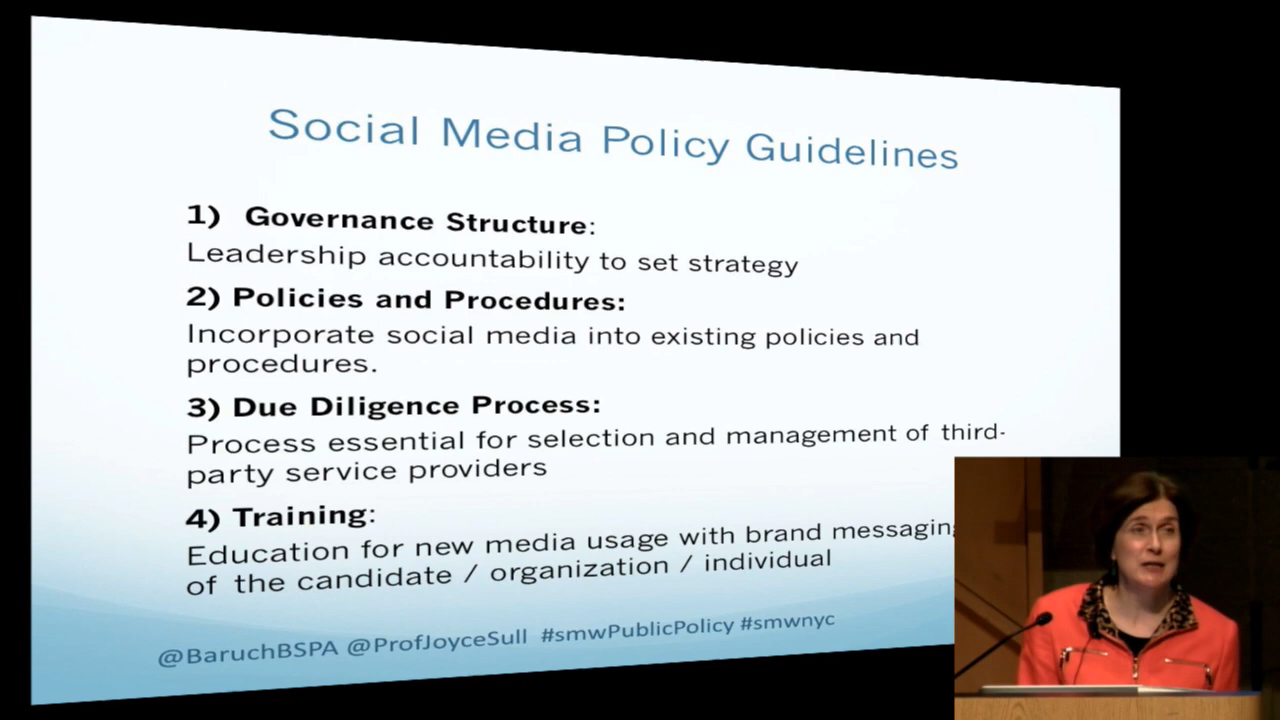 Social Media Policy Guidelines
1) Governance Structure:
Leadership accountability to set strategy
2) Policies and Procedures:
Incorporate social media into existing policies and
procedures.
3) Due Diligence Process:
Process essential for selection and management of third-
party service providers
4) Training:
Education for new media usage with brand messaging
of the candidate / organization / individual
@BaruchBSPA @ProfJoyceSull #smwPublicPolicy #smwnyc